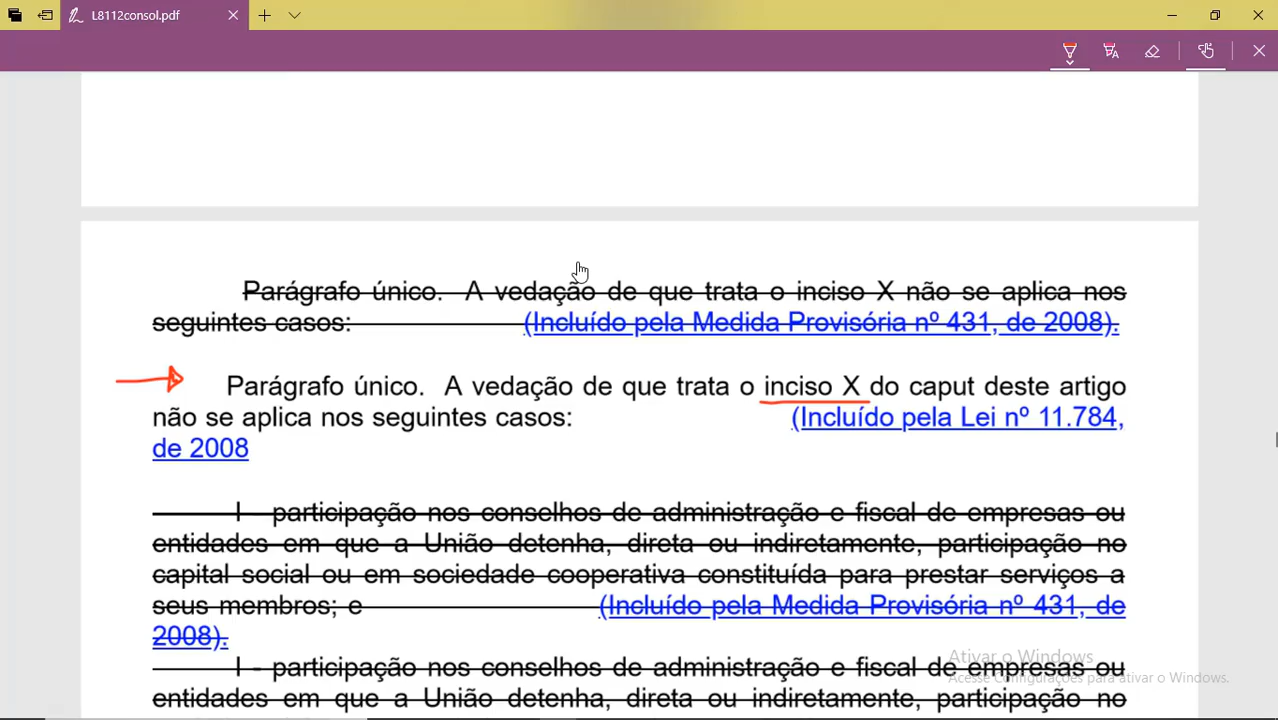 L8112consol.pdf
Parágrafo único. A vedação de que trata o inciso X não se aplica nos
seguintes casos: (Incluído pela Medida Provisória nº 431, de 2008).
Parágrafo único. A vedação de que trata o inciso X do caput deste artigo
não se aplica nos seguintes casos: (Incluído pela Lei nº 11.784,
de 2008
I - participação nos conselhos de administração e fiscal de empresas ou
entidades em que a União detenha, direta ou indiretamente, participação no
capital social ou em sociedade cooperativa constituída para prestar serviços a
seus membros; e (Incluído pela Medida Provisória nº 431, de
2008).
I - participação nos conselhos de administração e fiscal de empresas ou
entidades em que a União detenha, direta ou indiretamente, participação no
Ativar o Windows
Acesse Configurações para ativar o Windows.